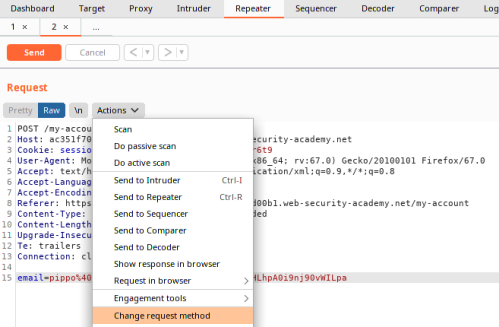 Dashboard Target Proxy Intruder Repeater Sequencer Decoder Comparer Log
1 × 2 × ...
Send Cancel < >
Request
Pretty Raw \n Actions
1 POST /my-accou
2 Host: ac351f70 ecurity-academy.net
3 Cookie: sessio r6t9
4 User-Agent: Mo x86_64; rv:67.0) Gecko/20100101 Firefox/67.0
5 Accept: text/h ication/xml;q=0.9,*/*;q=0.8
6 Accept-Languag
7 Accept-Encodin
8 Referer: https d00b1.web-security-academy.net/my-account
9 Content-Type: ded
10 Content-Length
11 Upgrade-Insecu
12 Te: trailers
13 Connection: cl
14
15 email=pippo%40 HLhpA0i9nj90vWILpa
Scan
Do passive scan
Do active scan
Send to Intruder Ctrl-I
Send to Repeater Ctrl-R
Send to Sequencer
Send to Comparer
Send to Decoder
Show response in browser
Request in browser >
Engagement tools >
Change request method